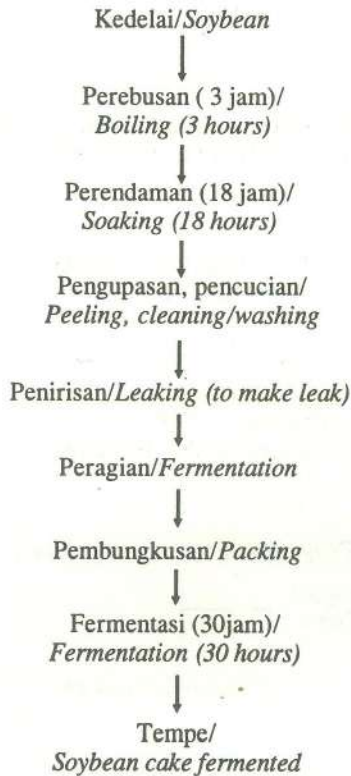 Kedelai/Soybean
Perebusan ( 3 jam)/
Boiling (3 hours)
Perendaman (18 jam)/
Soaking (18 hours)
Pengupasan, pencucian/
Peeling, cleaning/washing
Penirisan/Leaking (to make leak)
Peragian/Fermentation
Pembungkusan/Packing
Fermentasi (30jam)/
Fermentation (30 hours)
Tempe/
Soybean cake fermented